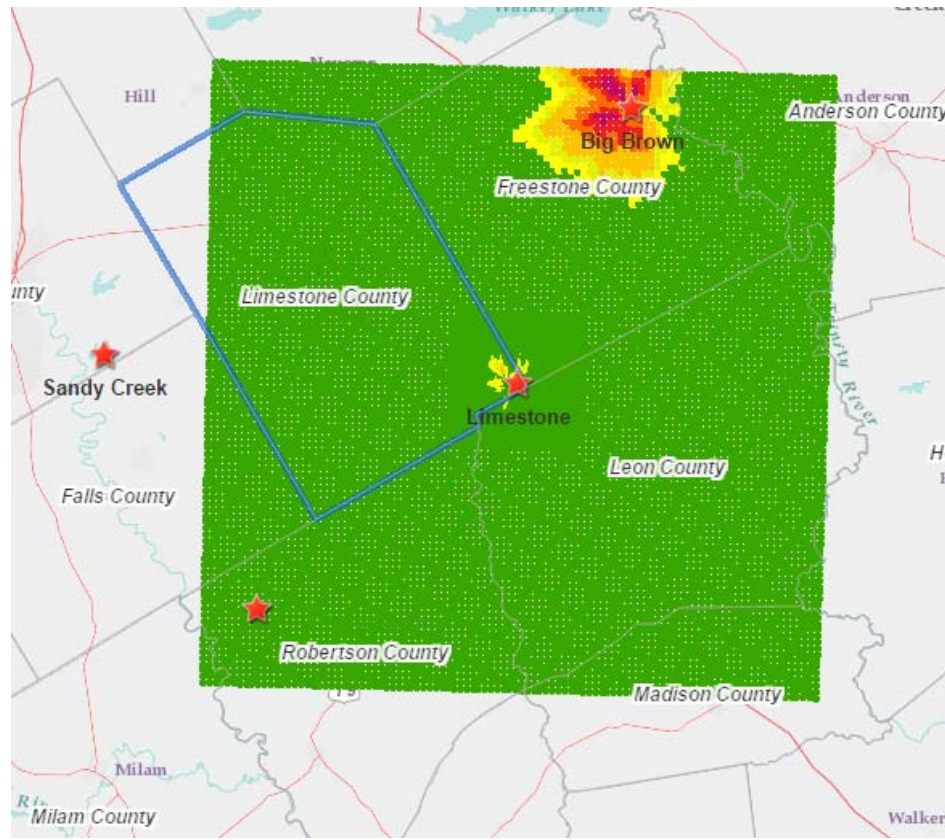 Hill
Anderson
Anderson County
Big Brown
Freestone County
Limestone County
Sandy Creek
Limestone
Trinity River
Leon County
Falls County
Robertson County
Madison County
Milam
Milam County
Walker